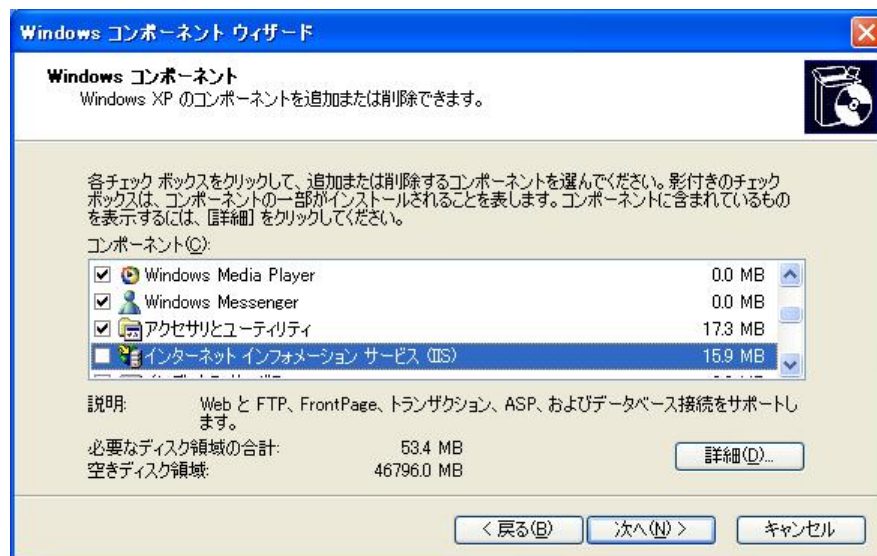 Windows コンポーネント ウィザード
Windows コンポーネント
Windows XP のコンポーネントを追加または削除できます。
各チェック ボックスをクリックして、追加または削除するコンポーネントを選んでください。影付きのチェック
ボックスは、コンポーネントの一部がインストールされることを表します。コンポーネントに含まれているもの
を表示するには、[詳細] をクリックしてください。
コンポーネント(C):
Windows Media Player 0.0 MB
Windows Messenger 0.0 MB
アクセサリとユーティリティ 17.3 MB
インターネット インフォメーション サービス (IIS) 15.9 MB
説明: Web と FTP、FrontPage、トランザクション、ASP、およびデータベース接続をサポートし
ます。
必要なディスク領域の合計: 53.4 MB
空きディスク領域: 46796.0 MB
詳細(D)...
< 戻る(B) 次へ(N) > キャンセル